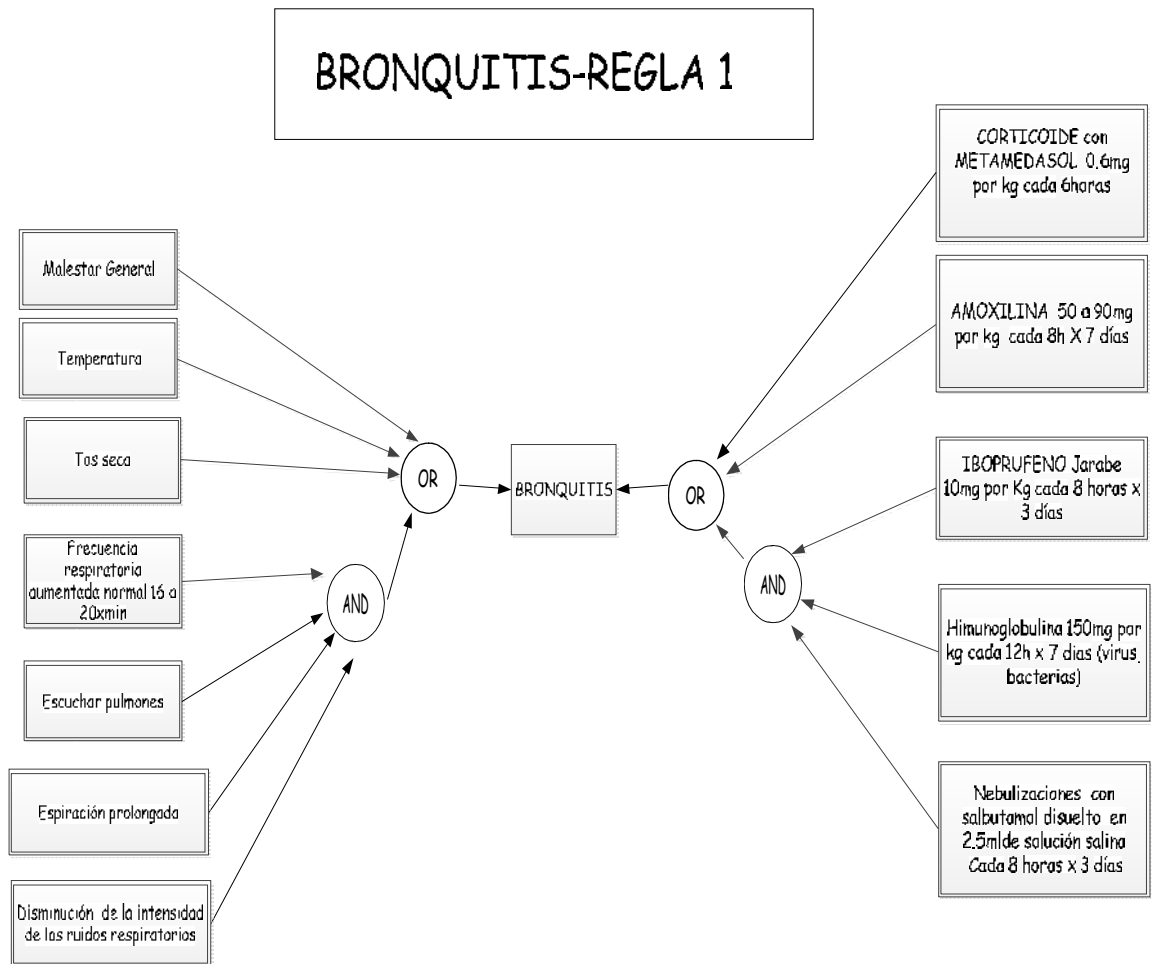 BRONQUITIS-REGLA 1
Malestar General
Temperatura
Tos seca
Frecuencia
respiratoria
aumentada normal 16 a
20xmin
Escuchar pulmones
Espiración prolongada
Disminución de la intensidad
de los ruidos respiratorios
OR
AND
BRONQUITIS
OR
AND
CORTICOIDE con
METAMEDASOL 0.6mg
por kg cada 6horas
AMOXILINA 50 a 90mg
por kg cada 8h X 7 días
IBOPRUFENO Jarabe
10mg por Kg cada 8 horas x
3 días
Himunoglobulina 150mg por
kg cada 12h x 7 dias (virus,
bacterias)
Nebulizaciones con
salbutamol disuelto en
2.5mlde solución salina
Cada 8 horas x 3 días